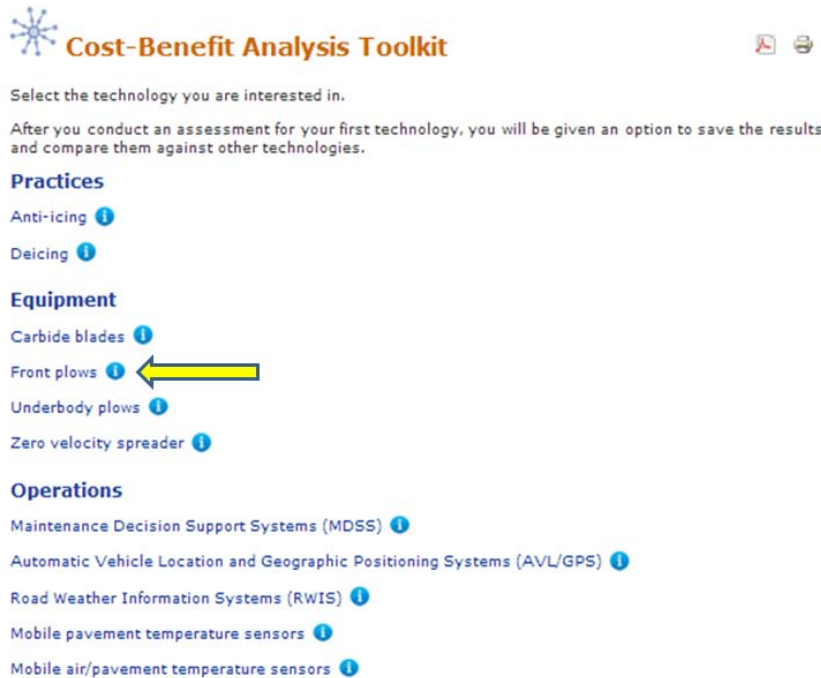 Cost-Benefit Analysis Toolkit
Select the technology you are interested in.
After you conduct an assessment for your first technology, you will be given an option to save the results
and compare them against other technologies.
Practices
Anti-icing
Deicing
Equipment
Carbide blades
Front plows
Underbody plows
Zero velocity spreader
Operations
Maintenance Decision Support Systems (MDSS)
Automatic Vehicle Location and Geographic Positioning Systems (AVL/GPS)
Road Weather Information Systems (RWIS)
Mobile pavement temperature sensors
Mobile air/pavement temperature sensors